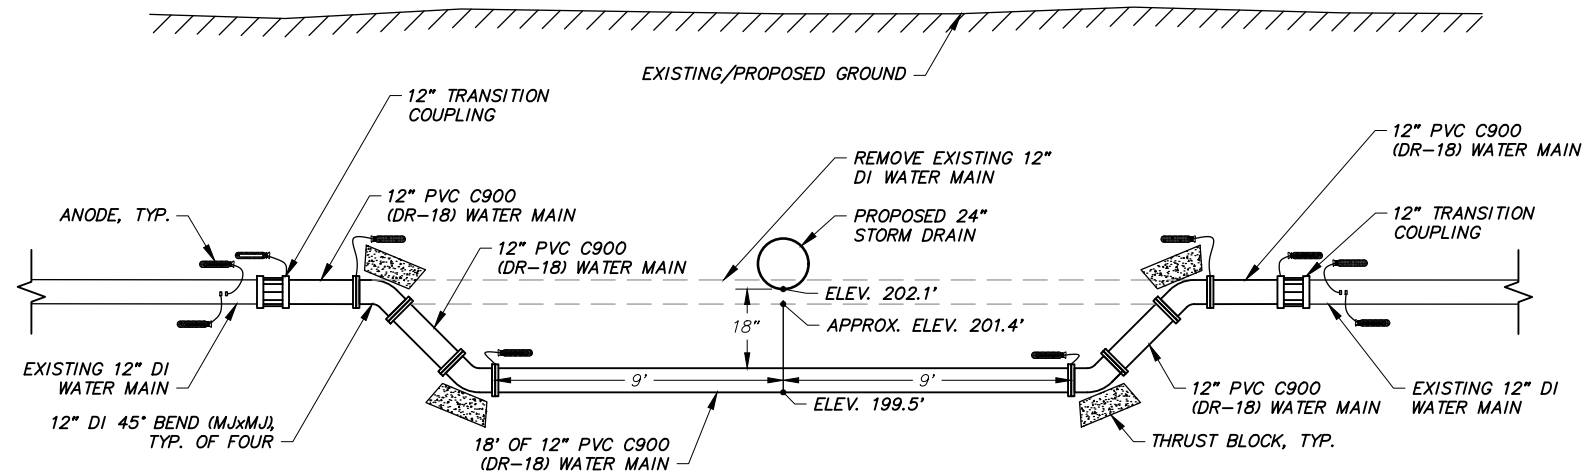 EXISTING/PROPOSED GROUND
12" TRANSITION
COUPLING
12" PVC C900
(DR-18) WATER MAIN
REMOVE EXISTING 12"
DI WATER MAIN
12" PVC C900
(DR-18) WATER MAIN
ANODE, TYP.
PROPOSED 24"
STORM DRAIN
12" TRANSITION
COUPLING
12" PVC C900
(DR-18) WATER MAIN
ELEV. 202.1'
18"
APPROX. ELEV. 201.4'
EXISTING 12" DI
WATER MAIN
9'
9'
12" PVC C900
(DR-18) WATER MAIN
EXISTING 12" DI
WATER MAIN
ELEV. 199.5'
12" DI 45° BEND (MJxMJ),
TYP. OF FOUR
18' OF 12" PVC C900
(DR-18) WATER MAIN
THRUST BLOCK, TYP.